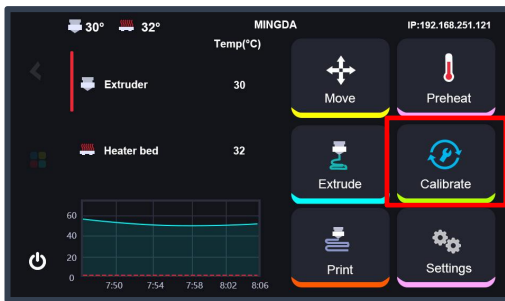 30° 32° MINGDA IP:192.168.251.121
Temp(°C)
Extruder 30
Move Preheat
Heater bed 32
Extrude Calibrate
60
40
20
0
7:50 7:54 7:58 8:02 8:06
Print Settings